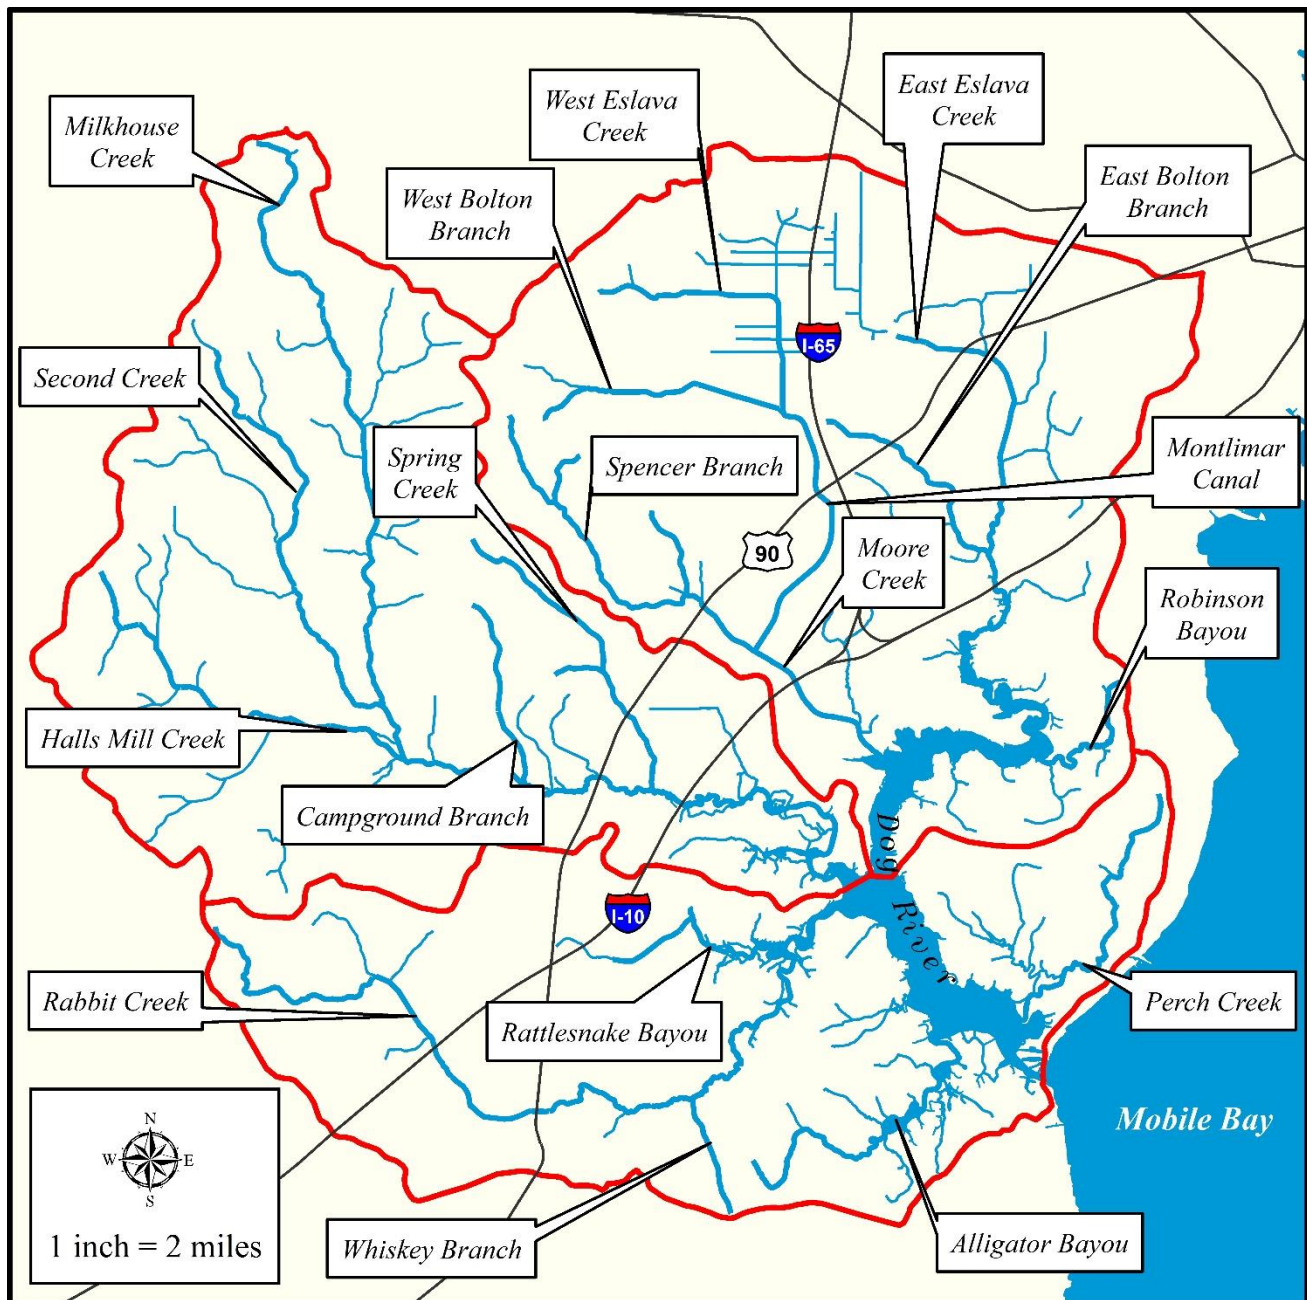 West Eslava
Creek
East Eslava
Creek
Milkhouse
Creek
East Bolton
Branch
West Bolton
Branch
I-65
Second Creek
Spring
Creek
Spencer Branch
Montlimar
Canal
90
Moore
Creek
Robinson
Bayou
Halls Mill Creek
Campground Branch
Dog River
I-10
Rabbit Creek
Rattlesnake Bayou
Perch Creek
Mobile Bay
N
W E
S
1 inch = 2 miles
Whiskey Branch
Alligator Bayou